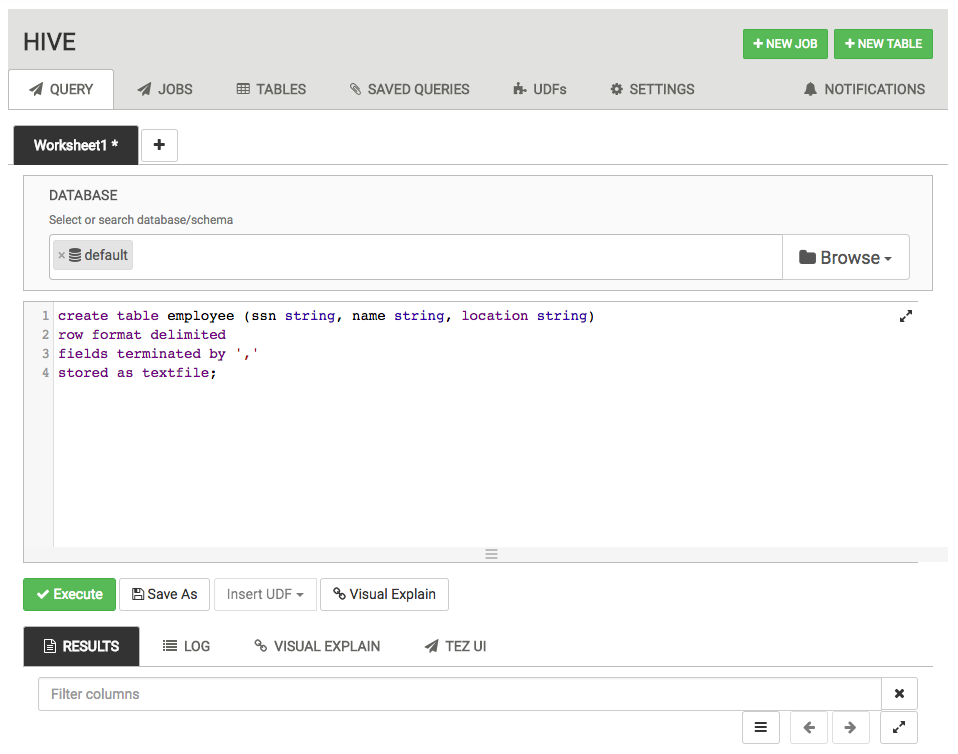 HIVE
NEW JOB
NEW TABLE
QUERY
JOBS
TABLES
SAVED QUERIES
UDFs
SETTINGS
NOTIFICATIONS
Worksheet1 *
+
DATABASE
Select or search database/schema
× default
Browse
1 create table employee (ssn string, name string, location string)
2 row format delimited
3 fields terminated by ','
4 stored as textfile;
Execute
Save As
Insert UDF
Visual Explain
RESULTS
LOG
VISUAL EXPLAIN
TEZ UI
Filter columns